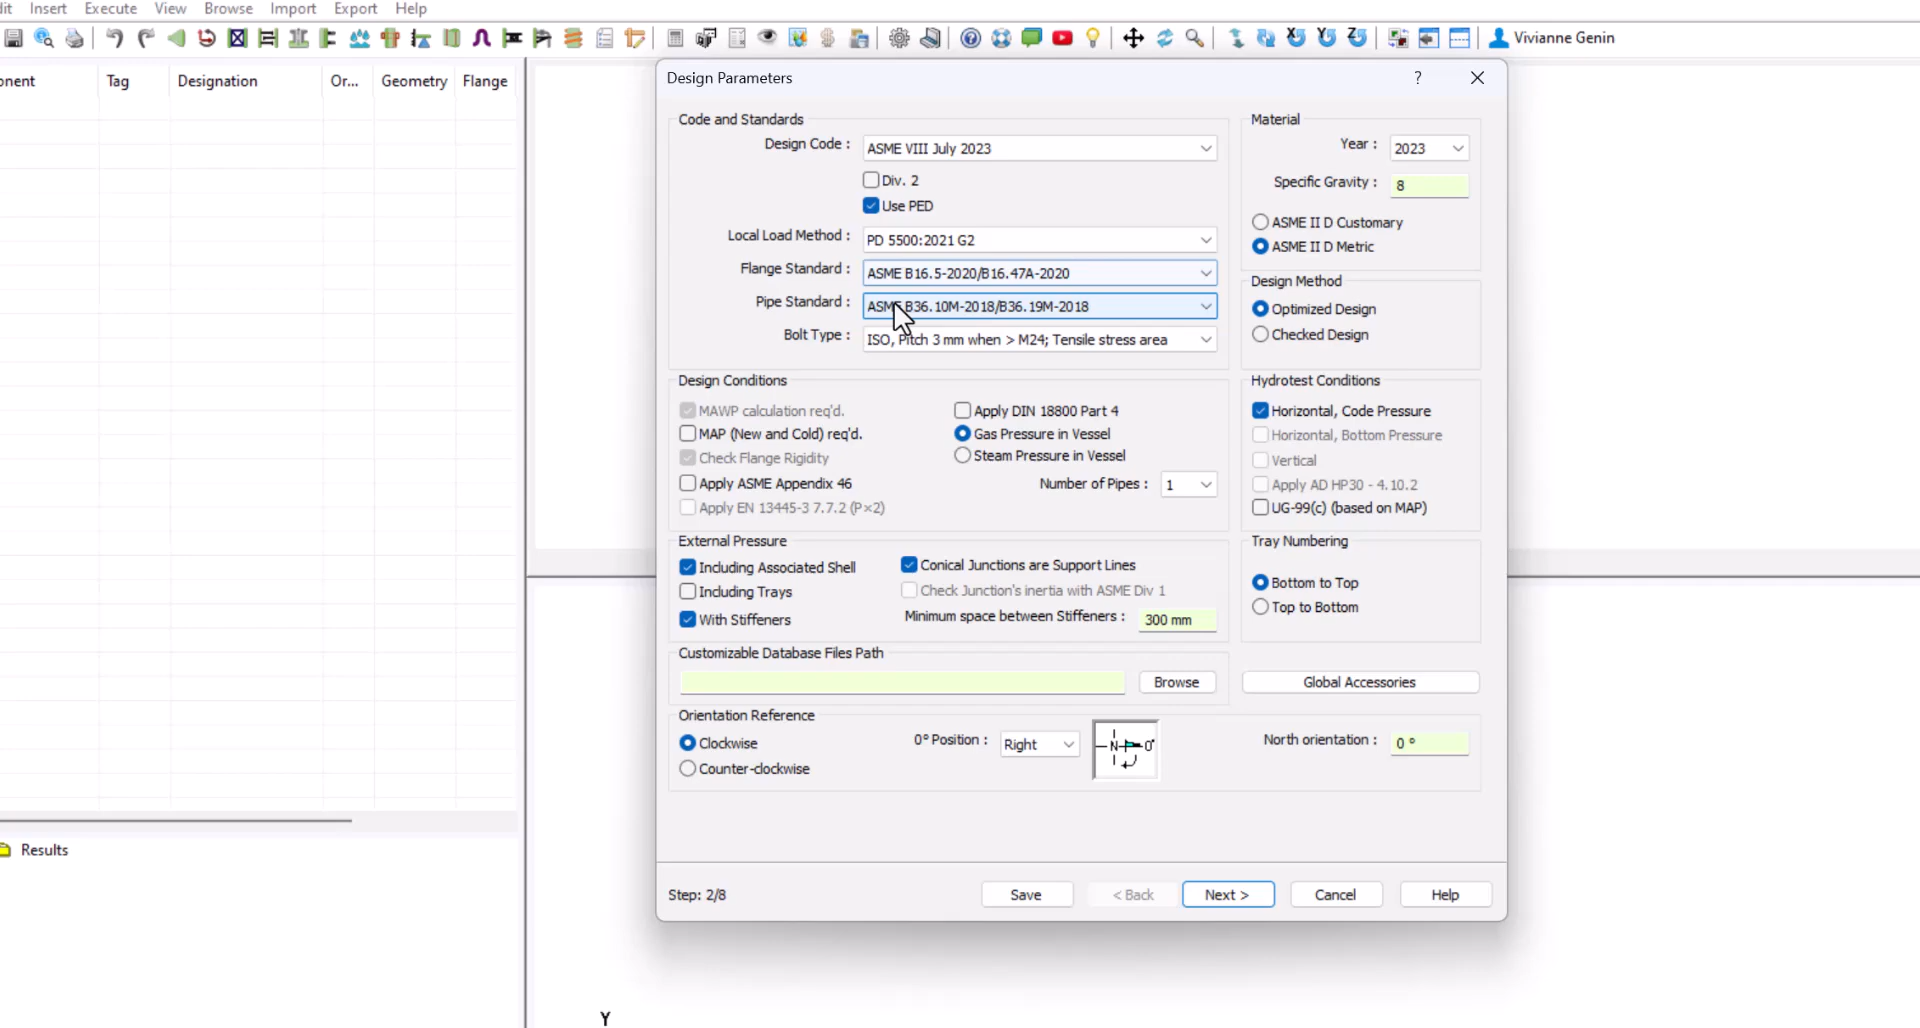 dit Insert Execute View Browse Import Export Help
Vivianne Genin
onent Tag Designation Or... Geometry Flange
Design Parameters ?
Code and Standards
Design Code : ASME VIII July 2023
Div. 2
Use PED
Local Load Method : PD 5500:2021 G2
Flange Standard : ASME B16.5-2020/B16.47A-2020
Pipe Standard : ASME B36.10M-2018/B36.19M-2018
Bolt Type : ISO, Pitch 3 mm when > M24; Tensile stress area
Material
Year : 2023
Specific Gravity : 8
ASME II D Customary
ASME II D Metric
Design Method
Optimized Design
Checked Design
Design Conditions
MAWP calculation req'd.
MAP (New and Cold) req'd.
Check Flange Rigidity
Apply ASME Appendix 46
Apply EN 13445-3 7.7.2 (P×2)
Apply DIN 18800 Part 4
Gas Pressure in Vessel
Steam Pressure in Vessel
Number of Pipes : 1
Hydrotest Conditions
Horizontal, Code Pressure
Horizontal, Bottom Pressure
Vertical
Apply AD HP30 - 4.10.2
UG-99(c) (based on MAP)
External Pressure
Including Associated Shell
Including Trays
With Stiffeners
Conical Junctions are Support Lines
Check Junction's inertia with ASME Div 1
Minimum space between Stiffeners : 300 mm
Tray Numbering
Bottom to Top
Top to Bottom
Customizable Database Files Path
Browse
Global Accessories
Orientation Reference
Clockwise
Counter-clockwise
0° Position : Right
N 0°
North orientation : 0 °
Results
Step: 2/8 Save < Back Next > Cancel Help
Y